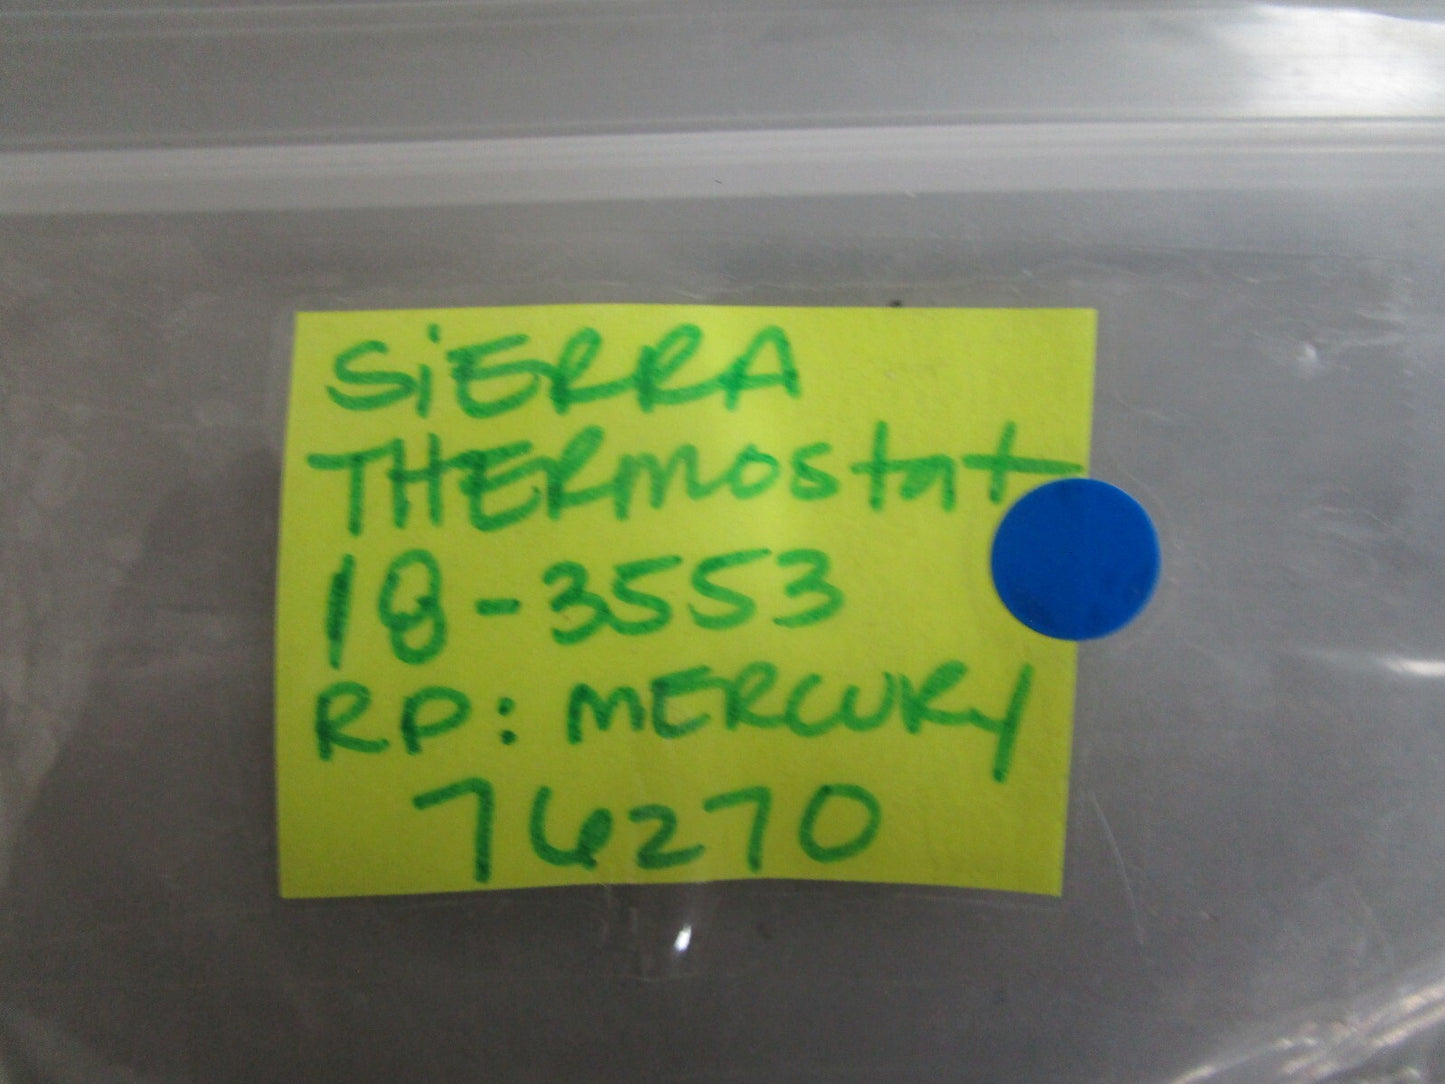 SiERRA
THERmostat
18-3553
RP: MERCURY
76270